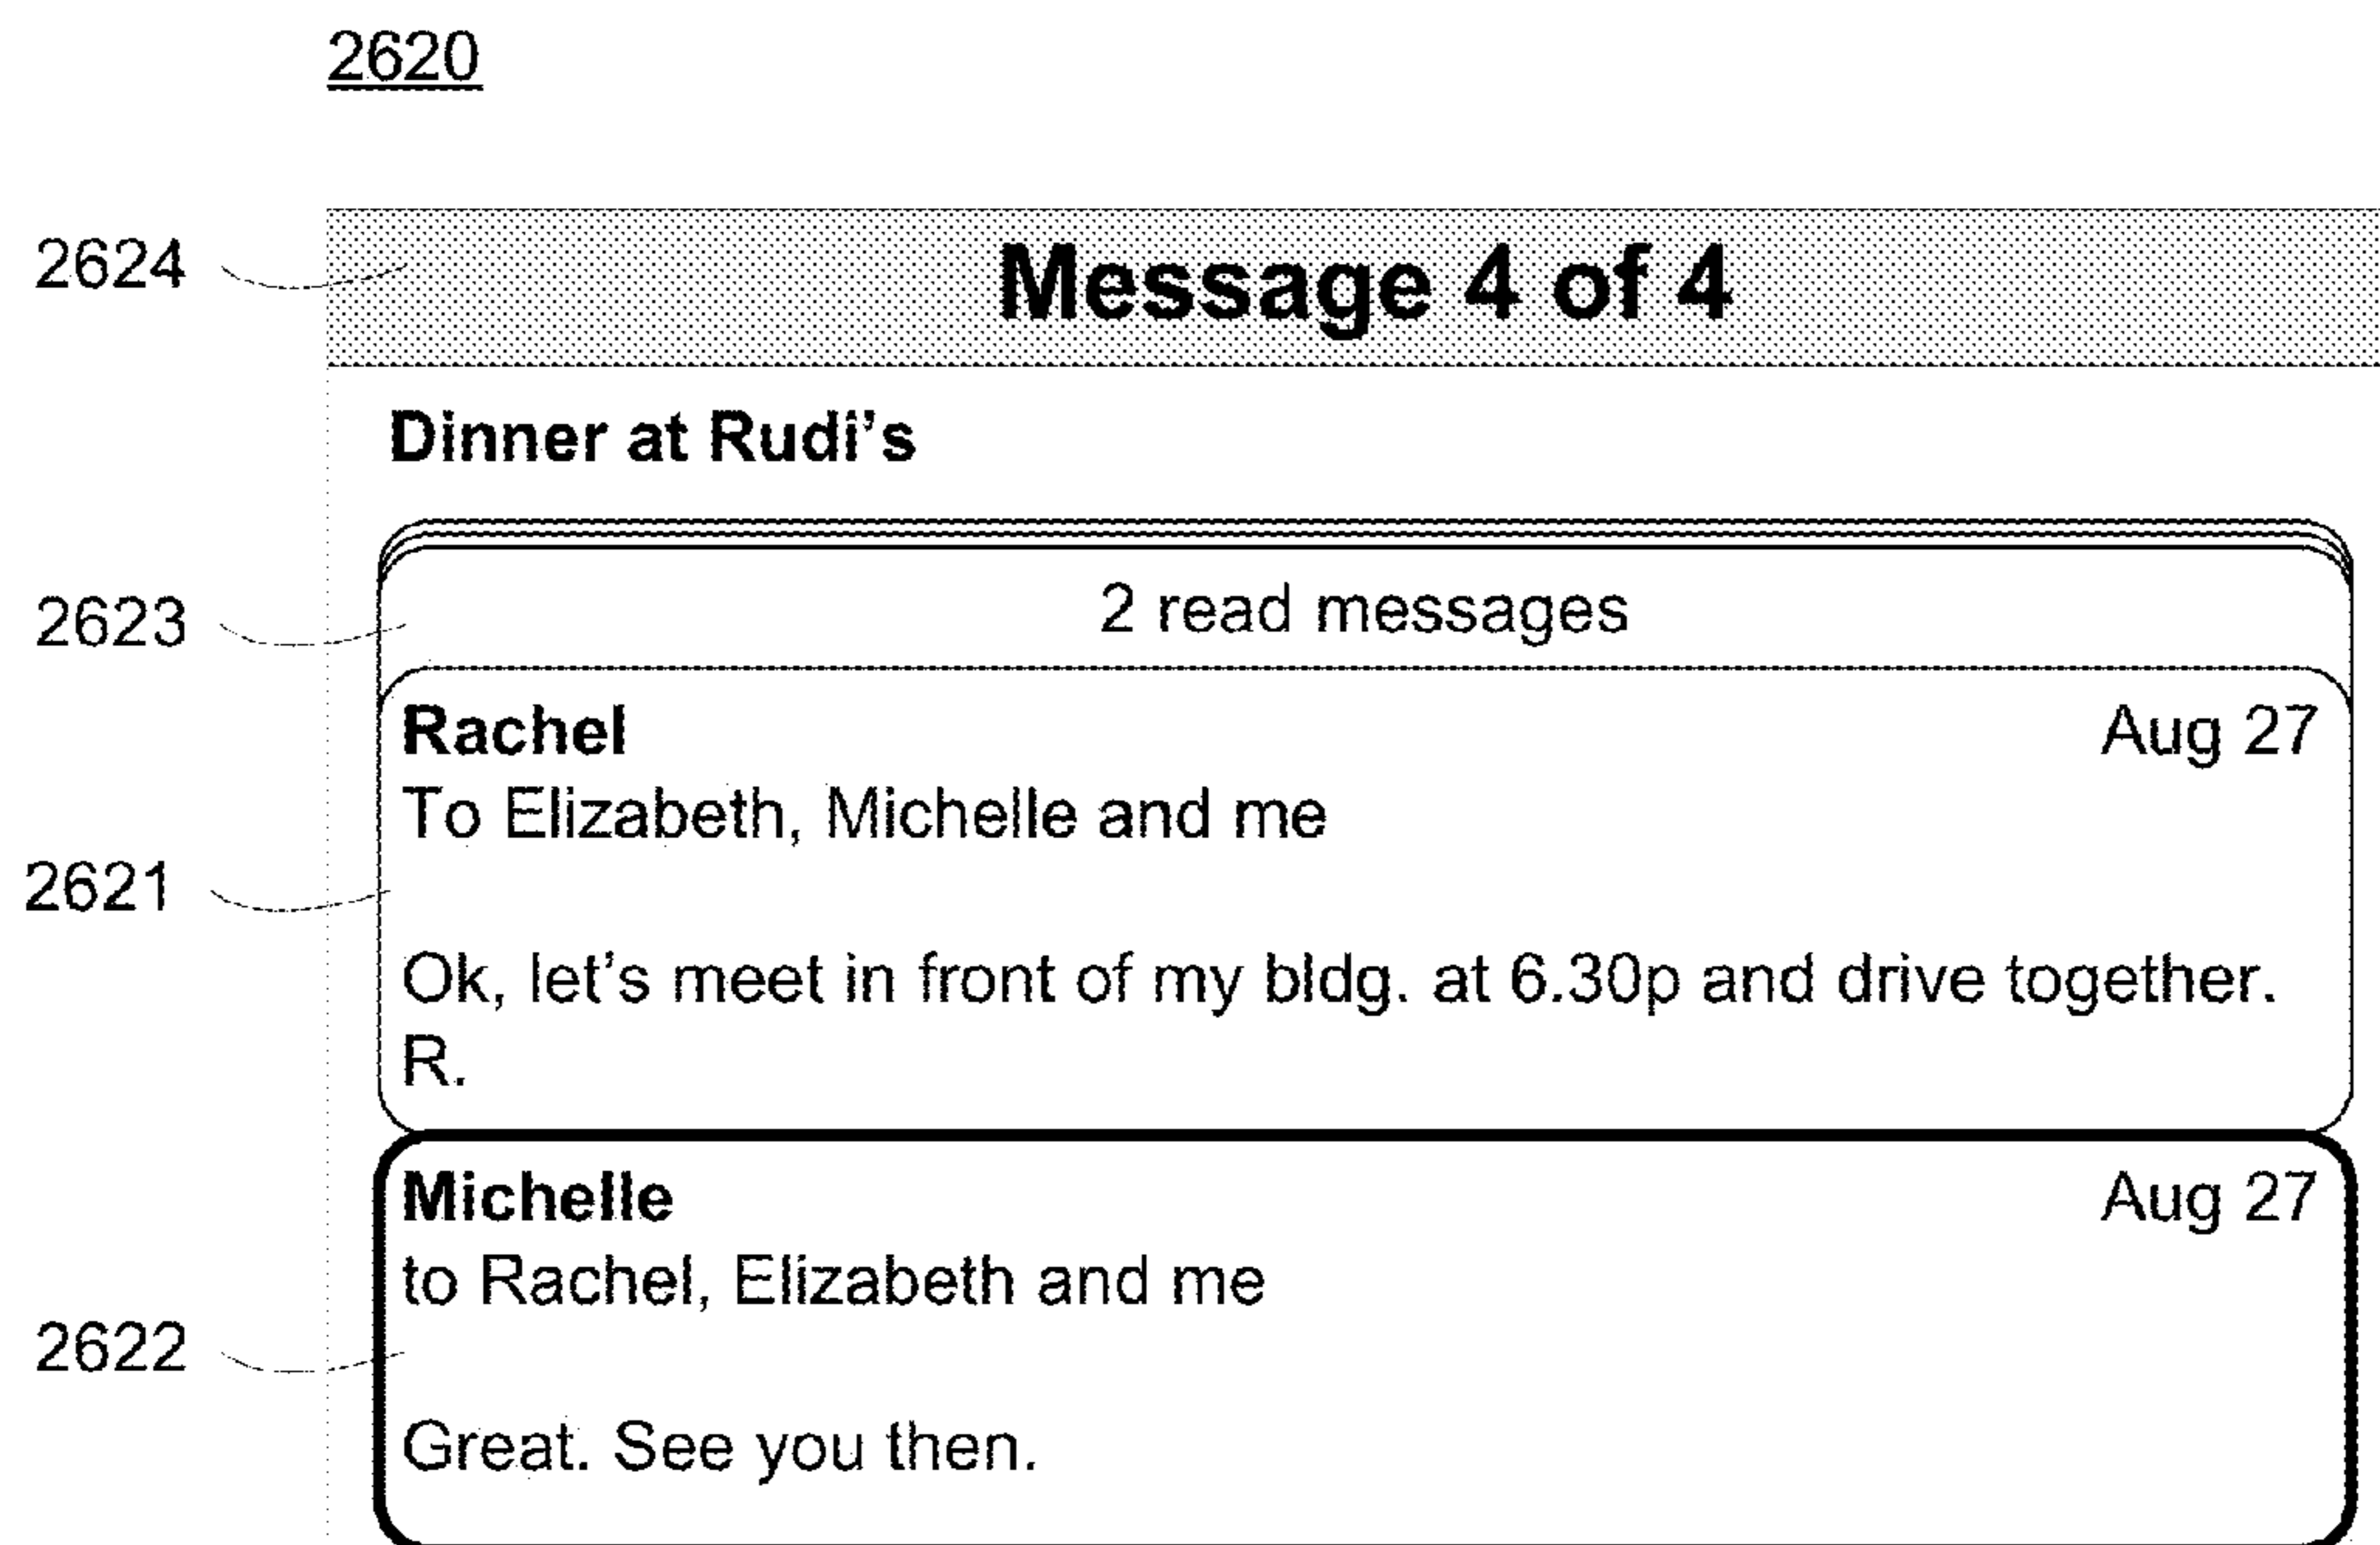 2620
2624
Message 4 of 4
Dinner at Rudi's
2623
2 read messages
Rachel Aug 27
To Elizabeth, Michelle and me
2621
Ok, let's meet in front of my bldg. at 6.30p and drive together.
R.
Michelle Aug 27
to Rachel, Elizabeth and me
2622
Great. See you then.